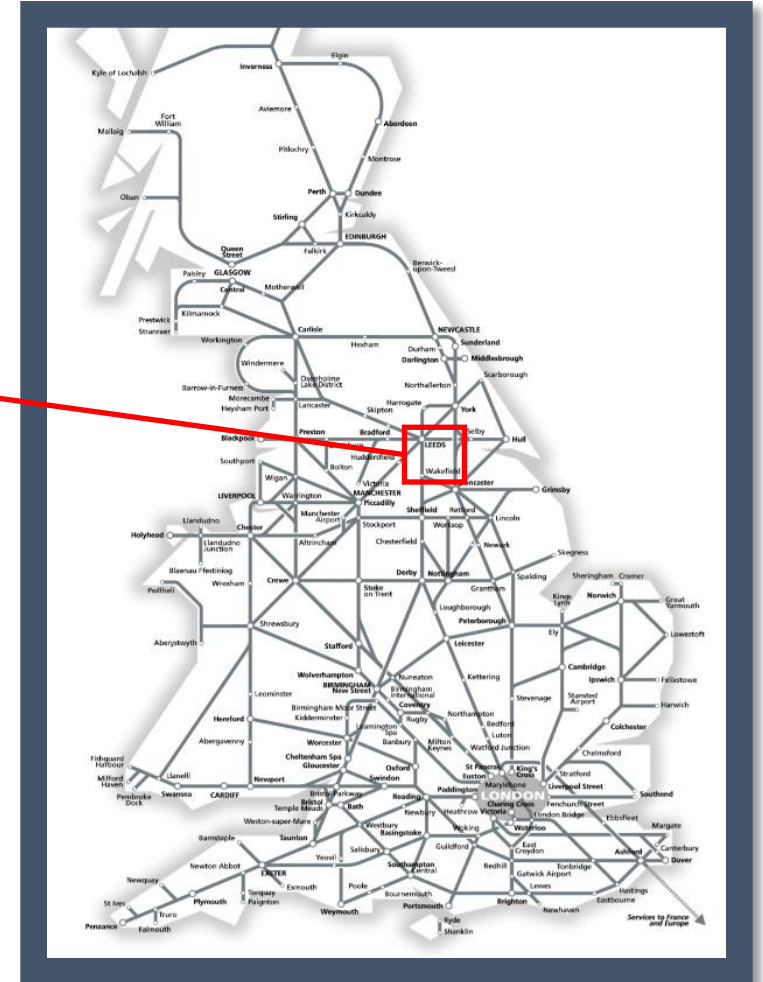 Elgin
Inverness
Kyle of Lochalsh
Aviemore
Fort
William
Mallaig
Aberdeen
Pitlochry
Montrose
Perth
Dundee
Oban
Stirling
Kirkcaldy
EDINBURGH
Queen
Street
Falkirk
Berwick-
upon-Tweed
Paisley
GLASGOW
Central
Motherwell
Kilmarnock
Prestwick
Stranraer
Carlisle
NEWCASTLE
Workington
Hexham
Durham
Sunderland
Darlington
Middlesbrough
Windermere
Scarborough
Oxenholme
Lake District
Northallerton
Barrow-in-Furness
Morecambe
Harrogate
Heysham Port
Lancaster
Skipton
York
Preston
Bradford
Selby
Blackpool
LEEDS
Hull
Huddersfield
Southport
Bolton
Wakefield
Wigan
Victoria
MANCHESTER
Piccadilly
LIVERPOOL
Warrington
Grimsby
Manchester
Airport
Sheffield
Retford
Lincoln
Llandudno
Stockport
Worksop
Chester
Holyhead
Llandudno
Junction
Altrincham
Chesterfield
Newark
Skegness
Blaenau Ffestiniog
Derby
Nottingham
Pwllheli
Wrexham
Crewe
Stoke
on Trent
Grantham
Spalding
Sheringham
Cromer
Kings
Lynn
Norwich
Great
Yarmouth
Loughborough
Peterborough
Aberystwyth
Shrewsbury
Ely
Lowestoft
Stafford
Leicester
Wolverhampton
Cambridge
BIRMINGHAM
New Street
Nuneaton
Kettering
Ipswich
Felixstowe
Birmingham
International
Leominster
Stevenage
Stansted
Airport
Harwich
Birmingham Moor Street
Coventry
Kidderminster
Rugby
Northampton
Hereford
Leamington
Spa
Bedford
Colchester
Abergavenny
Worcester
Banbury
Milton
Keynes
Luton
Watford Junction
Chelmsford
Fishguard
Harbour
Cheltenham Spa
Gloucester
Oxford
St Pancras
King's
Cross
Euston
Stratford
Milford
Haven
Llanelli
Newport
Swindon
Marylebone
Liverpool Street
Paddington
Pembroke
Dock
Swansea
CARDIFF
Bristol Parkway
Reading
LONDON
Southend
Bristol
Temple Meads
Bath
Charing Cross
Fenchurch Street
Newbury
Heathrow
Victoria
London Bridge
Ebbsfleet
Weston-super-Mare
Westbury
Waterloo
Margate
Barnstaple
Taunton
Basingstoke
Woking
East
Croydon
Canterbury
Yeovil
Salisbury
Guildford
Ashford
Dover
Newton Abbot
Southampton
Central
Redhill
Tonbridge
EXETER
Gatwick Airport
Newquay
Exmouth
Poole
Lewes
Hastings
Torquay
Paignton
Bournemouth
Eastbourne
St Ives
Plymouth
Weymouth
Portsmouth
Brighton
Newhaven
Truro
Ryde
Services to France
and Europe
Penzance
Falmouth
Shanklin